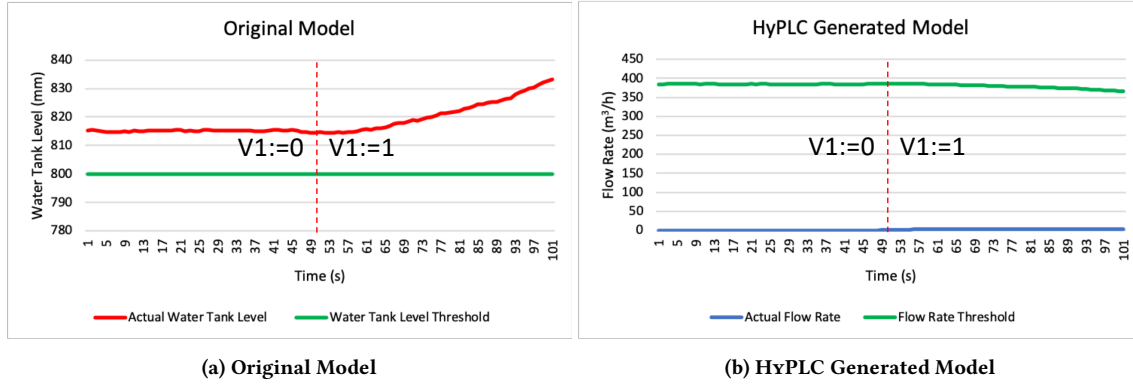 Original Model
840
830
820
810
800
790
780
Water Tank Level (mm)
V1:=0 V1:=1
1 5 9 13 17 21 25 29 33 37 41 45 49 53 57 61 65 69 73 77 81 85 89 93 97 101
Time (s)
Actual Water Tank Level Water Tank Level Threshold
(a) Original Model
HyPLC Generated Model
450
400
350
300
250
200
150
100
50
0
Flow Rate (m³/h)
V1:=0 V1:=1
1 5 9 13 17 21 25 29 33 37 41 45 49 53 57 61 65 69 73 77 81 85 89 93 97 101
Time (s)
Actual Flow Rate Flow Rate Threshold
(b) HyPLC Generated Model